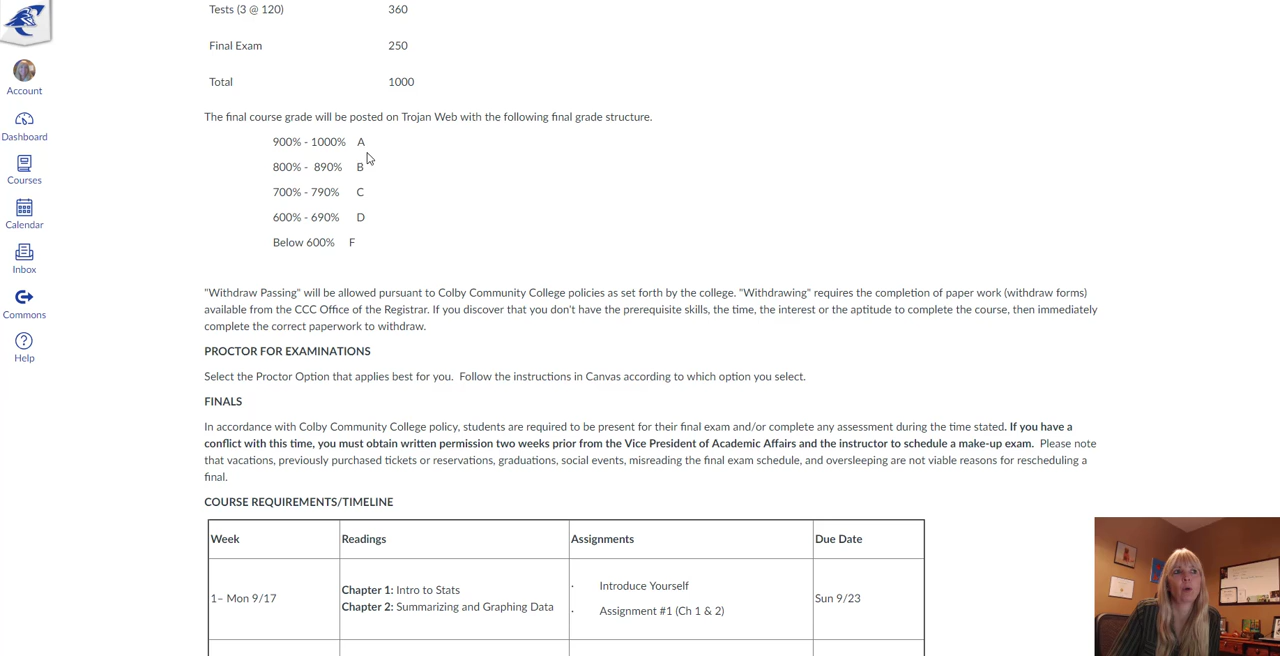 Tests (3 @ 120) 360
Final Exam 250
Total 1000
The final course grade will be posted on Trojan Web with the following final grade structure.
900% - 1000% A
800% - 890% B
700% - 790% C
600% - 690% D
Below 600% F
"Withdraw Passing" will be allowed pursuant to Colby Community College policies as set forth by the college. "Withdrawing" requires the completion of paper work (withdraw forms)
available from the CCC Office of the Registrar. If you discover that you don't have the prerequisite skills, the time, the interest or the aptitude to complete the course, then immediately
complete the correct paperwork to withdraw.
PROCTOR FOR EXAMINATIONS
Select the Proctor Option that applies best for you. Follow the instructions in Canvas according to which option you select.
FINALS
In accordance with Colby Community College policy, students are required to be present for their final exam and/or complete any assessment during the time stated. If you have a
conflict with this time, you must obtain written permission two weeks prior from the Vice President of Academic Affairs and the instructor to schedule a make-up exam. Please note
that vacations, previously purchased tickets or reservations, graduations, social events, misreading the final exam schedule, and oversleeping are not viable reasons for rescheduling a
final.
COURSE REQUIREMENTS/TIMELINE
Week Readings Assignments Due Date
1– Mon 9/17
Chapter 1: Intro to Stats
Chapter 2: Summarizing and Graphing Data
· Introduce Yourself
· Assignment #1 (Ch 1 & 2)
Sun 9/23
Account
Dashboard
Courses
Calendar
Inbox
Commons
Help